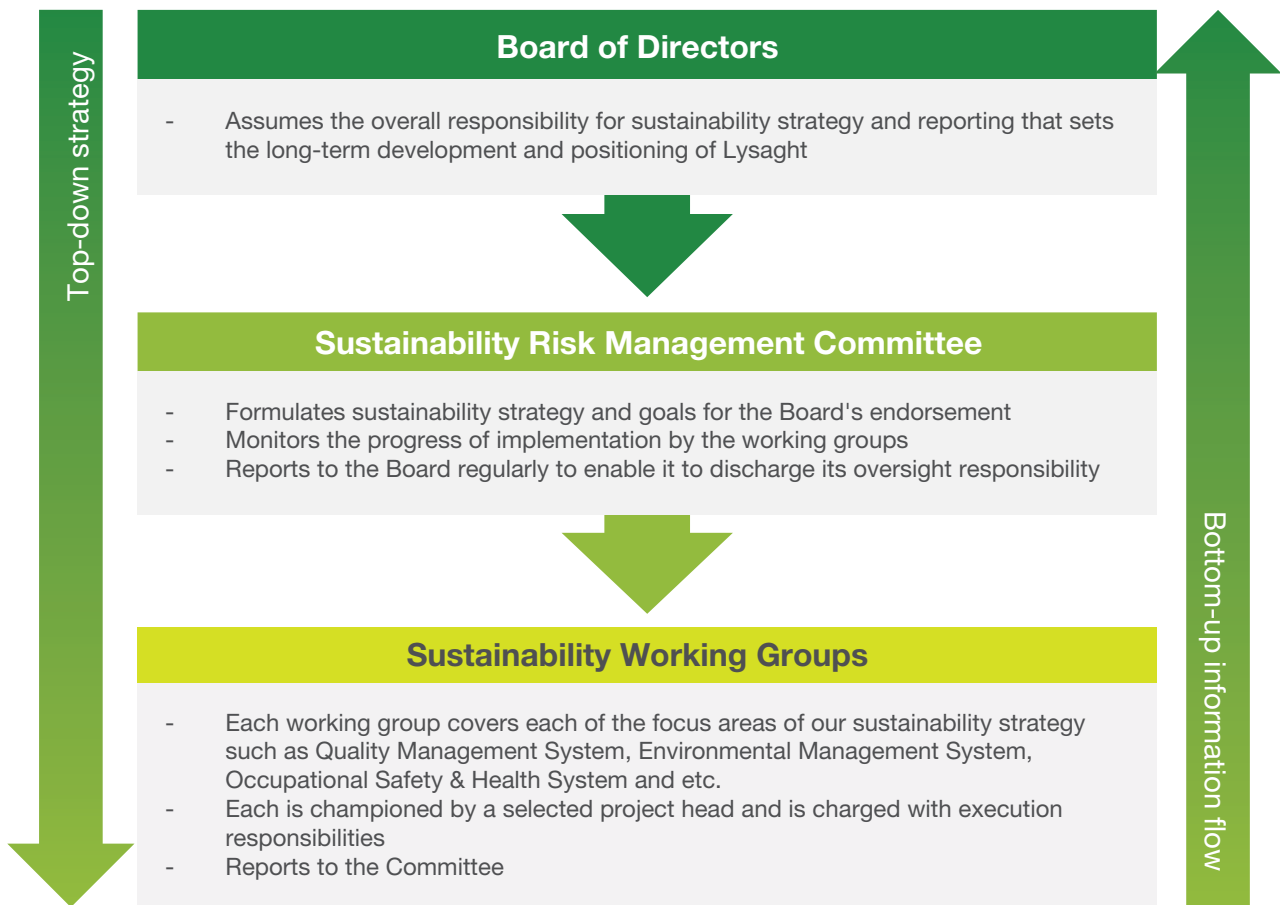 Top-down strategy
Board of Directors
- Assumes the overall responsibility for sustainability strategy and reporting that sets
the long-term development and positioning of Lysaght
Sustainability Risk Management Committee
- Formulates sustainability strategy and goals for the Board's endorsement
- Monitors the progress of implementation by the working groups
- Reports to the Board regularly to enable it to discharge its oversight responsibility
Sustainability Working Groups
- Each working group covers each of the focus areas of our sustainability strategy
such as Quality Management System, Environmental Management System,
Occupational Safety & Health System and etc.
- Each is championed by a selected project head and is charged with execution
responsibilities
- Reports to the Committee
Bottom-up information flow